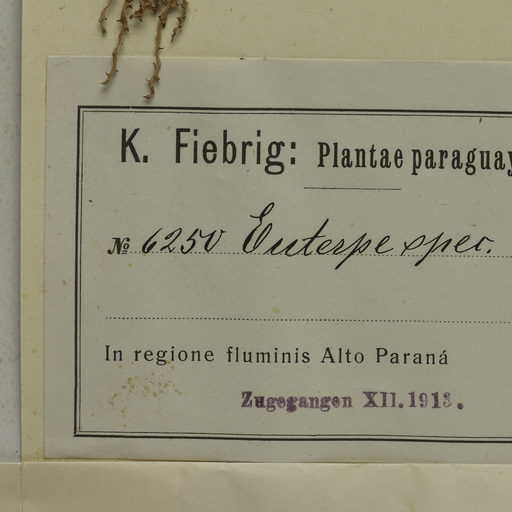 K. Fiebrig: Plantae paraguay
№ 6250 Euterpe spec.
In regione fluminis Alto Paraná
Zugegangen XII. 1913.